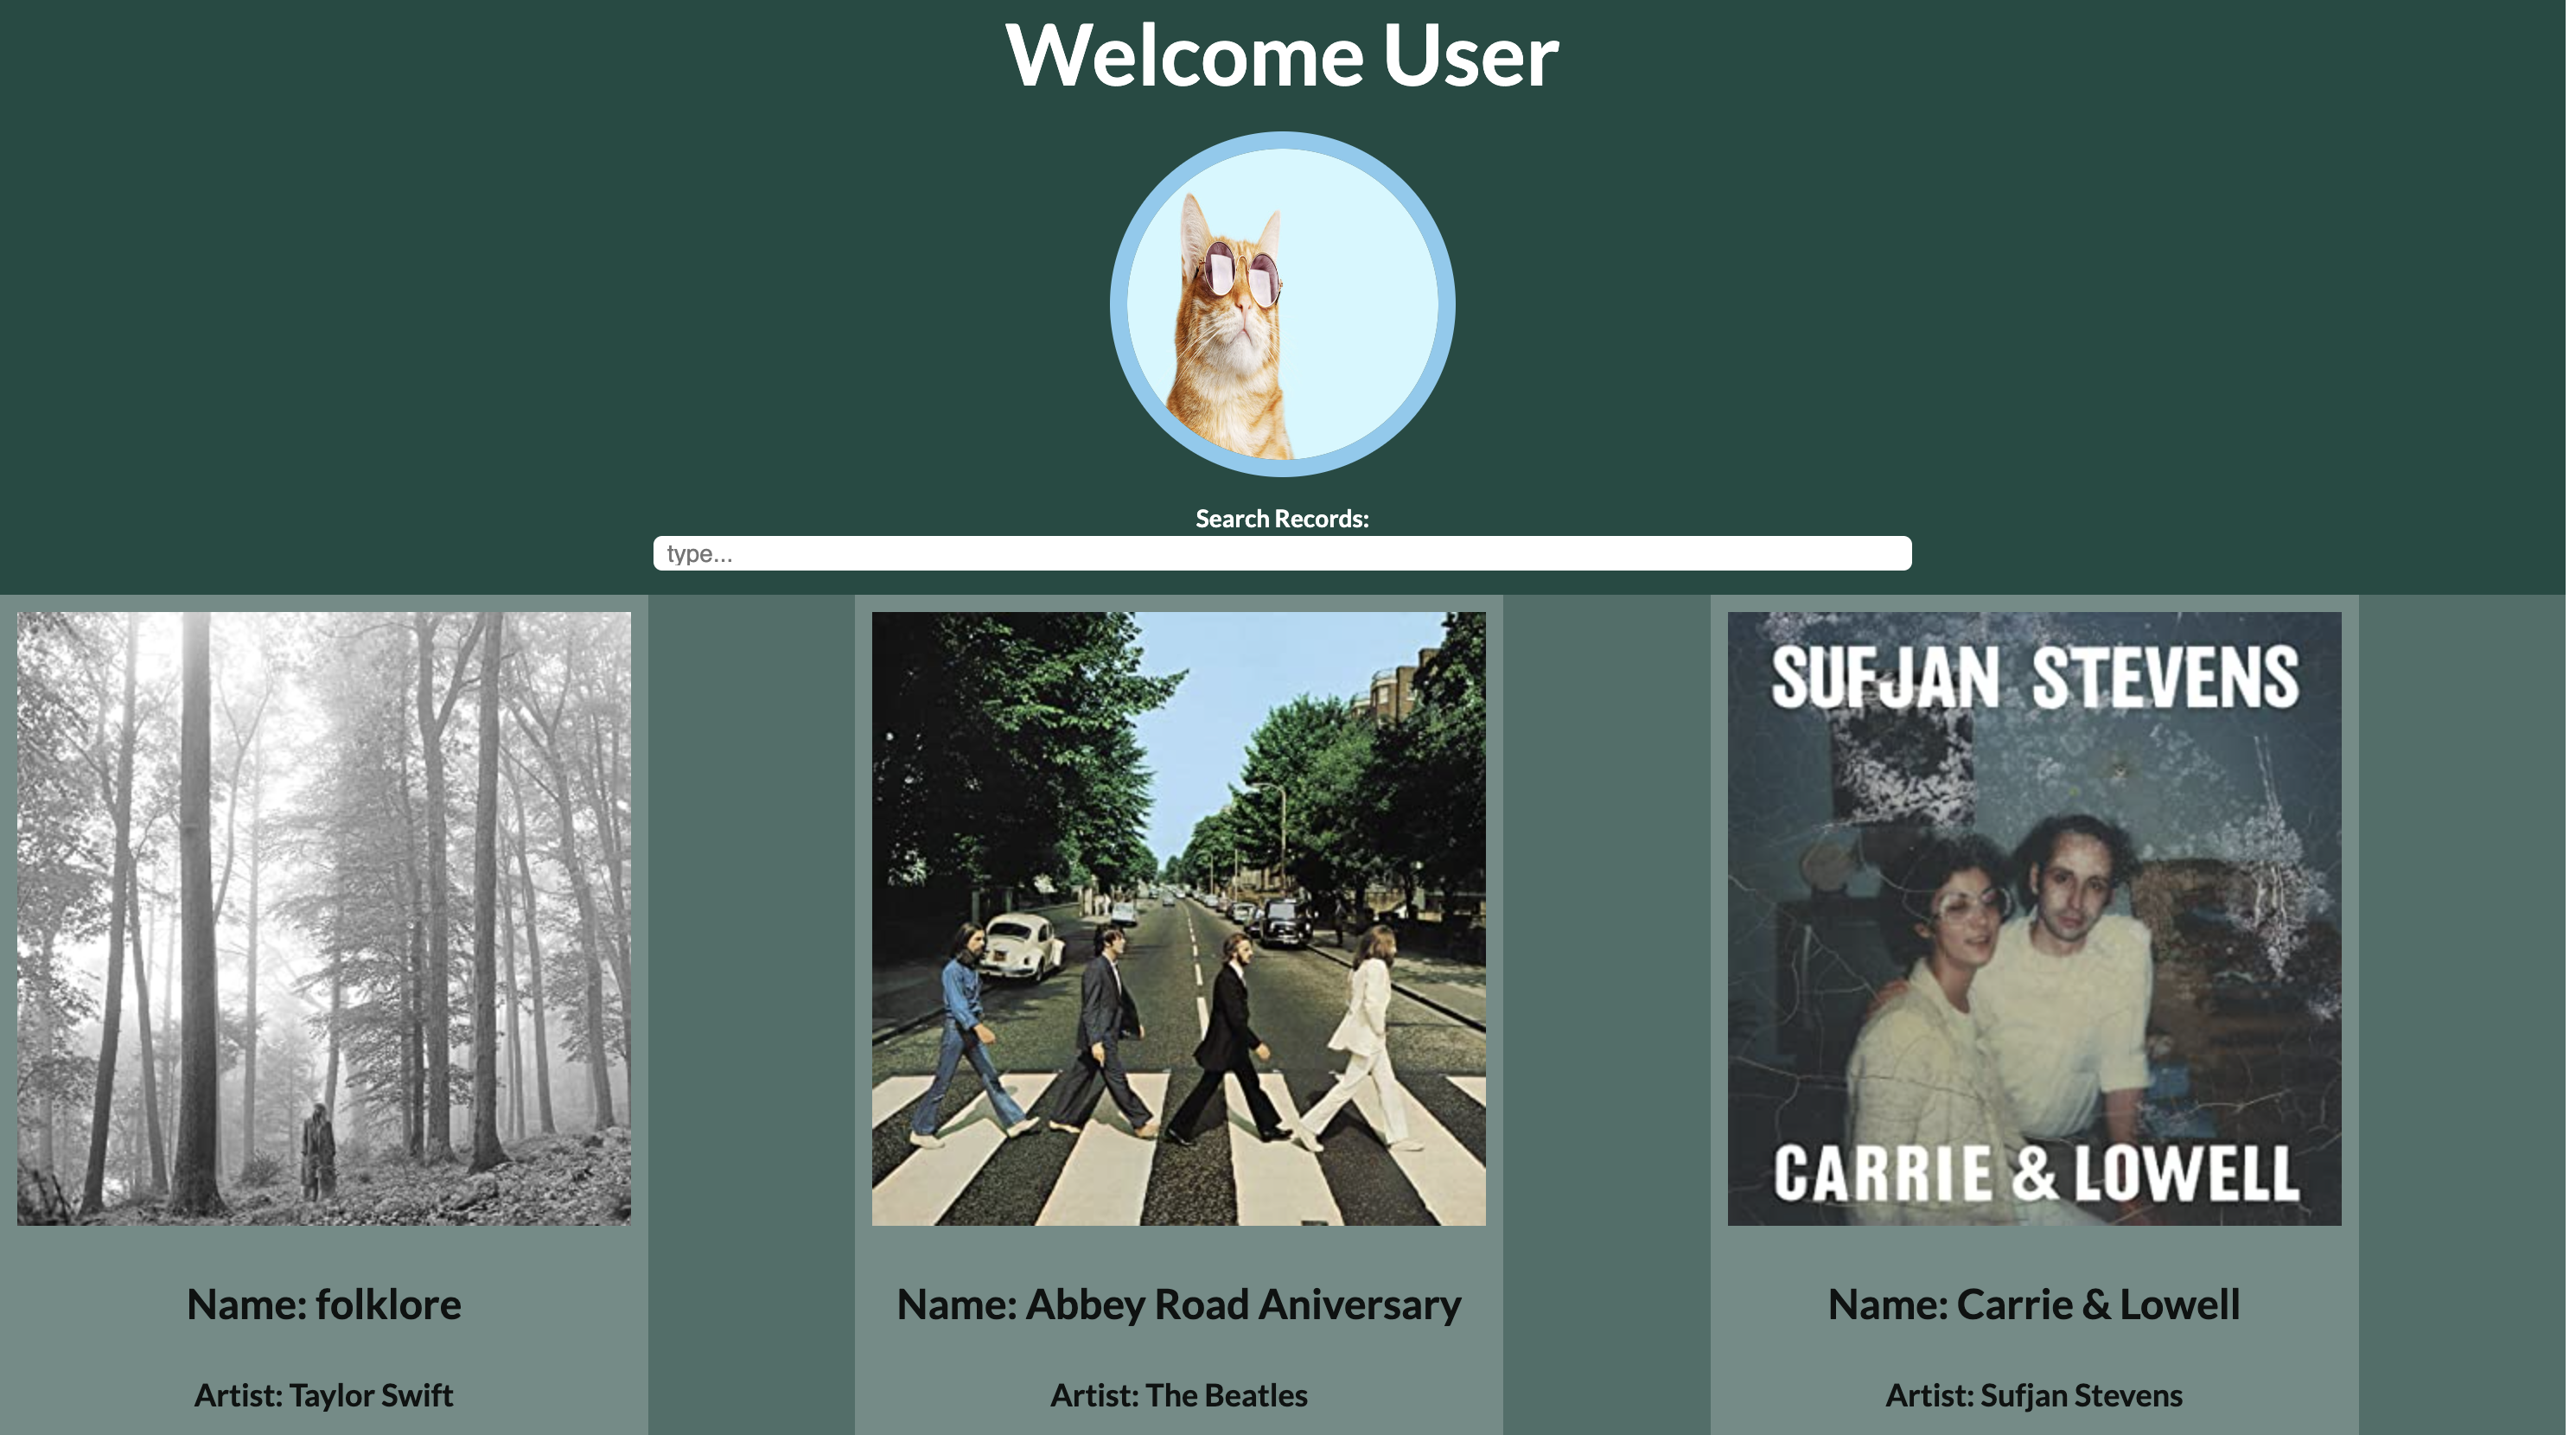 Welcome User
Search Records:
type...
SUFJAN STEVENS
CARRIE & LOWELL
Name: folklore
Name: Abbey Road Aniversary
Name: Carrie & Lowell
Artist: Taylor Swift
Artist: The Beatles
Artist: Sufjan Stevens